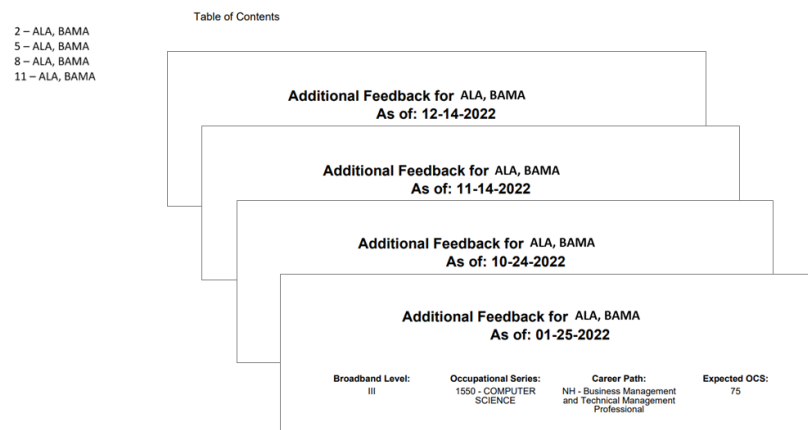 Table of Contents
2 – ALA, BAMA
5 – ALA, BAMA
8 – ALA, BAMA
11 – ALA, BAMA
Additional Feedback for ALA, BAMA
As of: 12-14-2022
Additional Feedback for ALA, BAMA
As of: 11-14-2022
Additional Feedback for ALA, BAMA
As of: 10-24-2022
Additional Feedback for ALA, BAMA
As of: 01-25-2022
Broadband Level:
III
Occupational Series:
1550 - COMPUTER
SCIENCE
Career Path:
NH - Business Management
and Technical Management
Professional
Expected OCS:
75